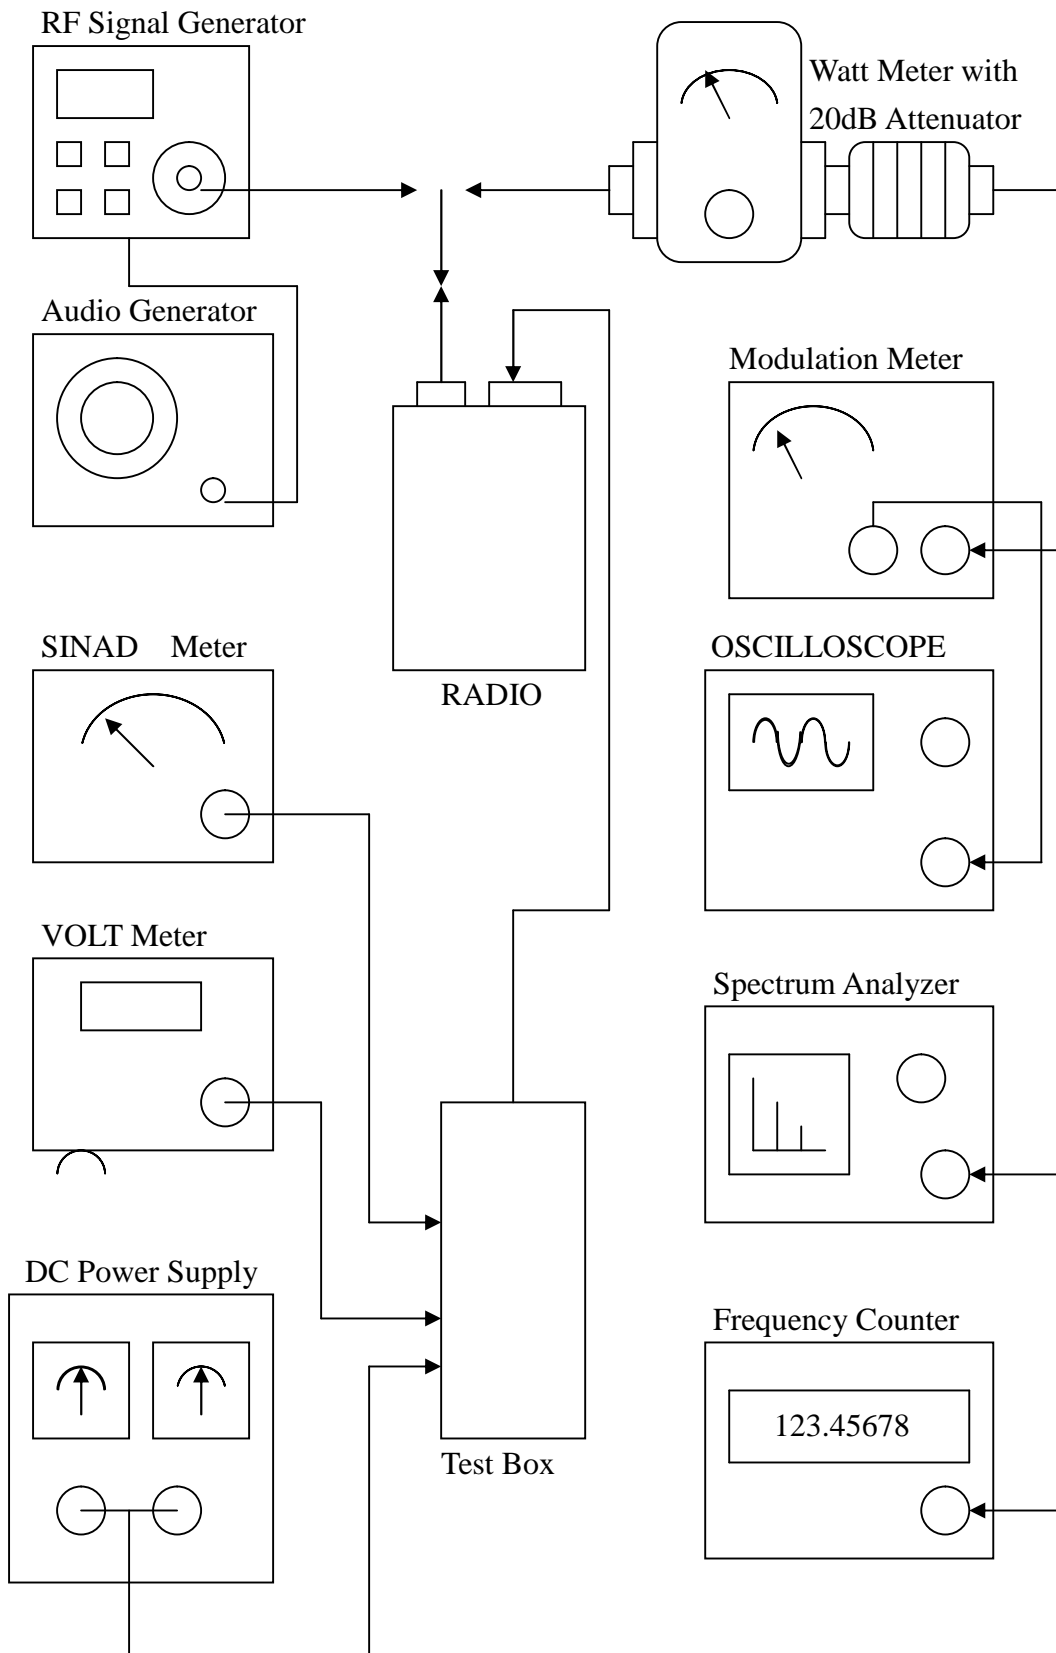 RF Signal Generator
Watt Meter with
20dB Attenuator
Audio Generator
Modulation Meter
SINAD Meter
OSCILLOSCOPE
RADIO
VOLT Meter
Spectrum Analyzer
DC Power Supply
Frequency Counter
123.45678
Test Box